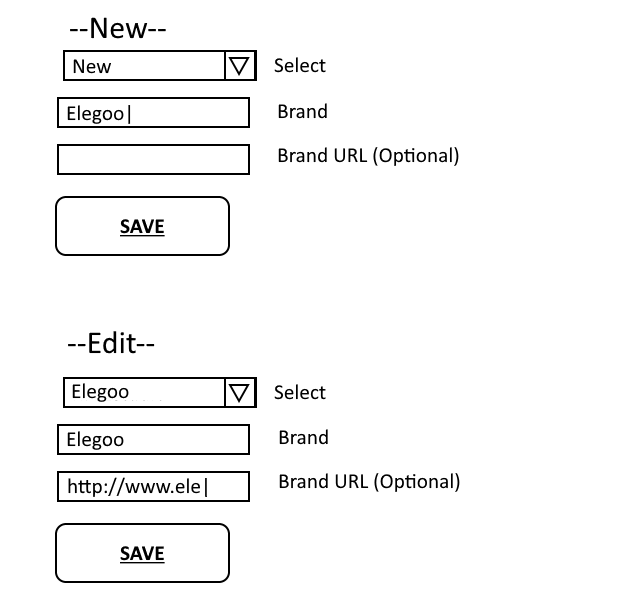 --New--
New Select
Elegoo| Brand
Brand URL (Optional)
SAVE
--Edit--
Elegoo Select
Elegoo Brand
http://www.ele| Brand URL (Optional)
SAVE